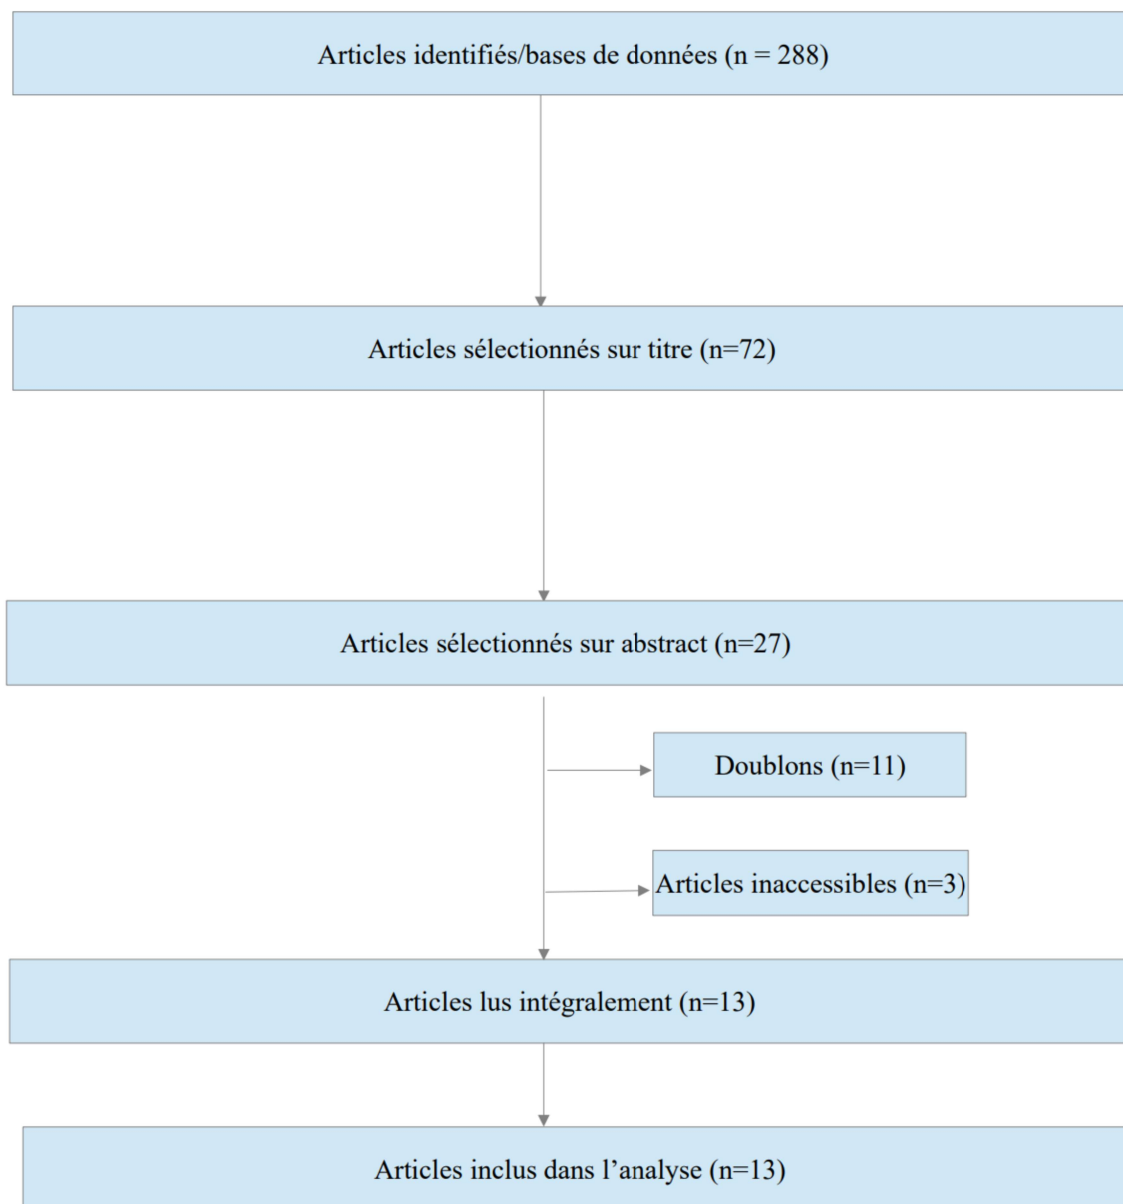 Articles identifiés/bases de données (n = 288)
Articles sélectionnés sur titre (n=72)
Articles sélectionnés sur abstract (n=27)
Doublons (n=11)
Articles inaccessibles (n=3)
Articles lus intégralement (n=13)
Articles inclus dans l’analyse (n=13)